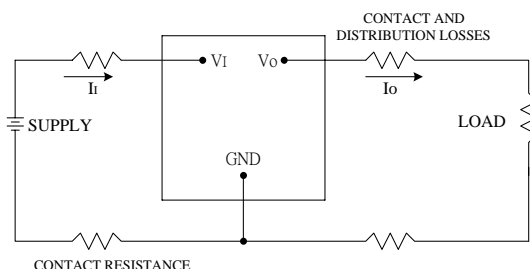 CONTACT AND
DISTRIBUTION LOSSES
VI
VO
II
IO
SUPPLY
LOAD
GND
CONTACT RESISTANCE